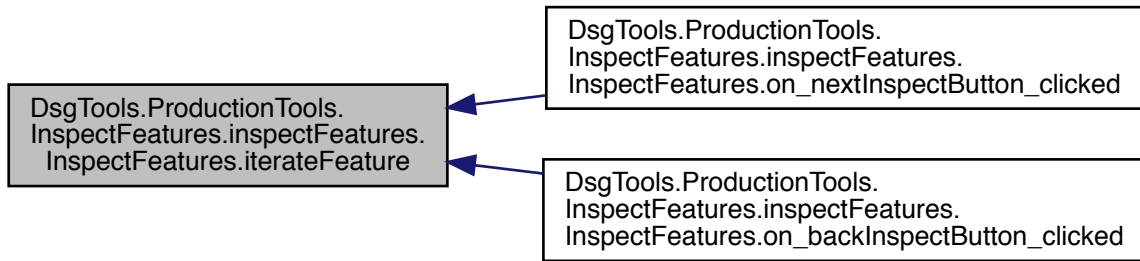 DsgTools.ProductionTools.
InspectFeatures.inspectFeatures.
InspectFeatures.iterateFeature
DsgTools.ProductionTools.
InspectFeatures.inspectFeatures.
InspectFeatures.on_nextInspectButton_clicked
DsgTools.ProductionTools.
InspectFeatures.inspectFeatures.
InspectFeatures.on_backInspectButton_clicked